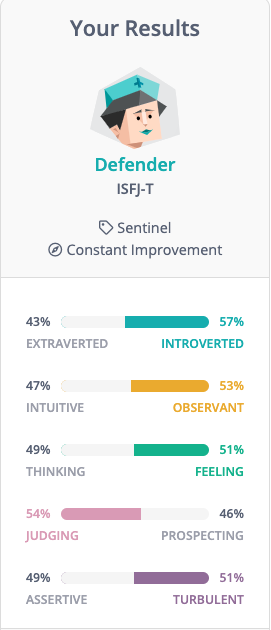 Your Results
Defender
ISFJ-T
Sentinel
Constant Improvement
43% 57%
EXTRAVERTED INTROVERTED
47% 53%
INTUITIVE OBSERVANT
49% 51%
THINKING FEELING
54% 46%
JUDGING PROSPECTING
49% 51%
ASSERTIVE TURBULENT